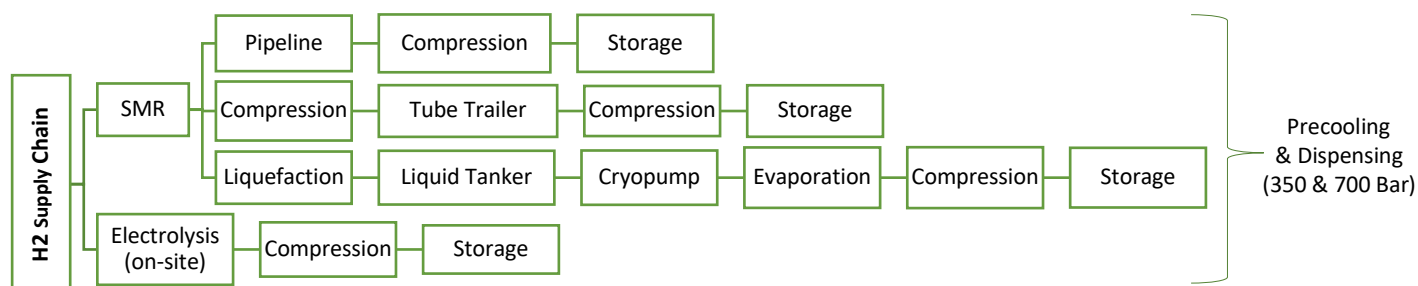 H2 Supply Chain
SMR
Pipeline
Compression
Storage
Compression
Tube Trailer
Compression
Storage
Liquefaction
Liquid Tanker
Cryopump
Evaporation
Compression
Storage
Electrolysis
(on-site)
Compression
Storage
Precooling
& Dispensing
(350 & 700 Bar)